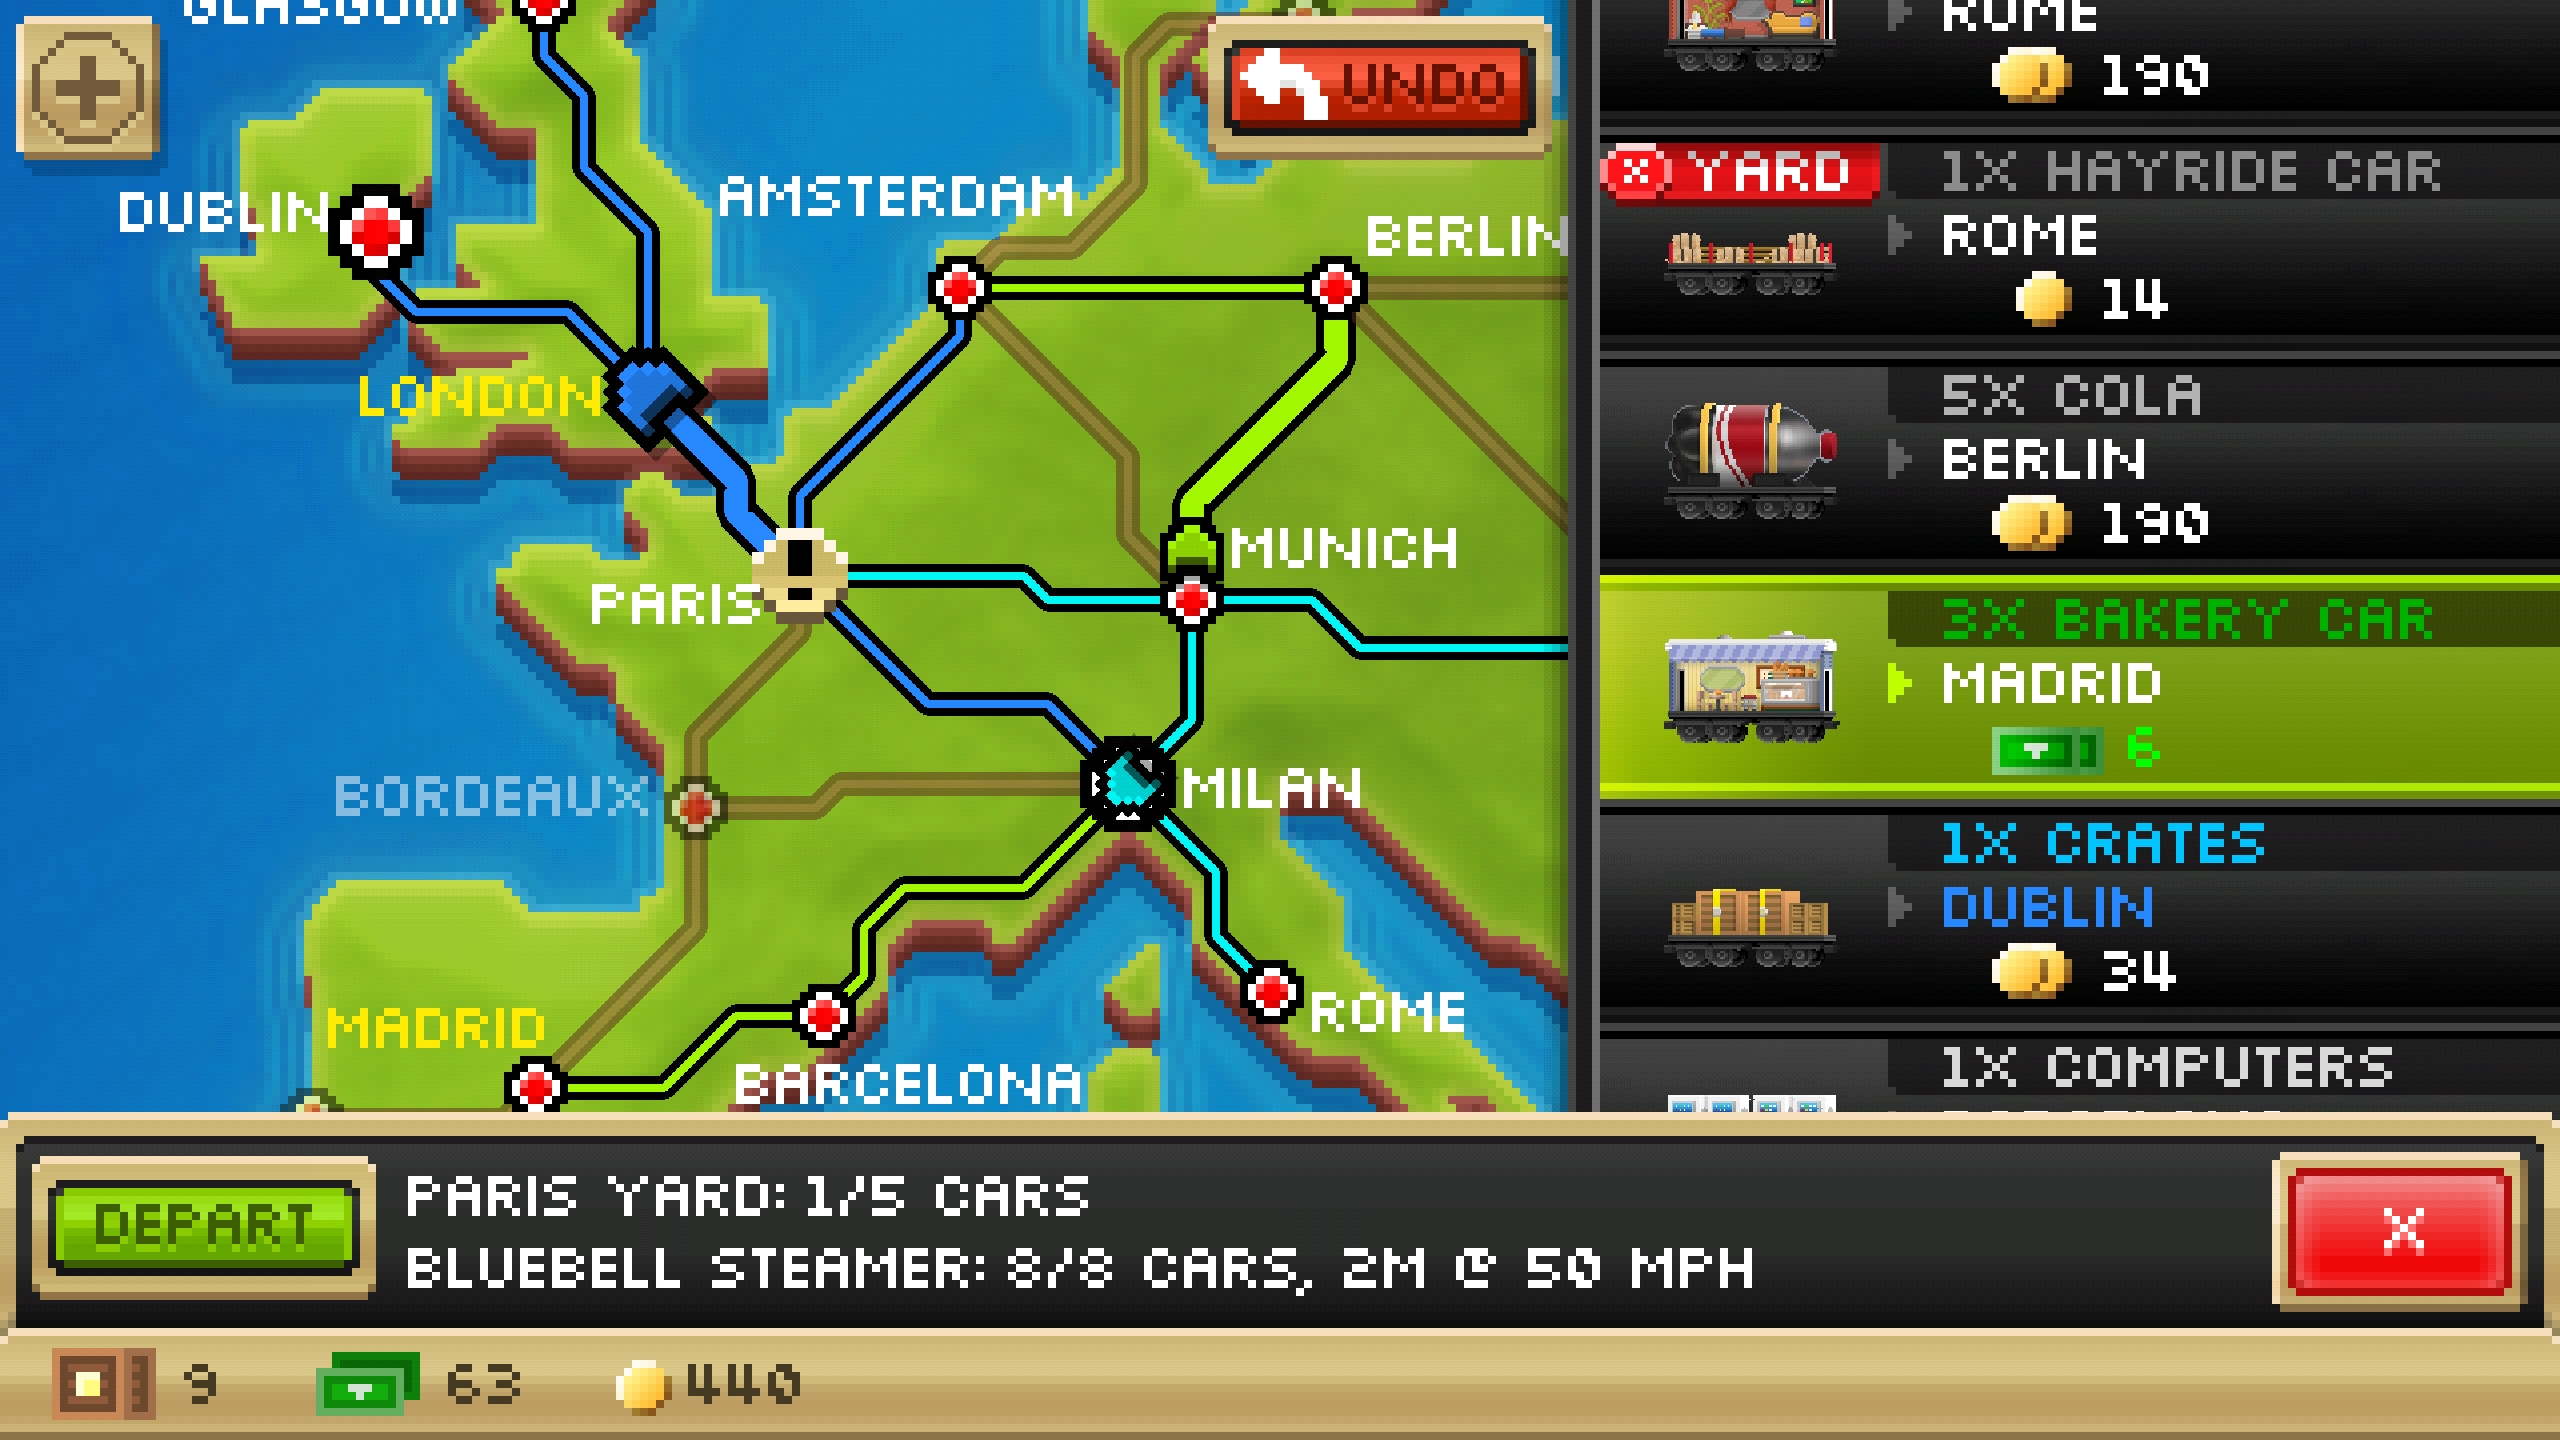 GLASGOW
UNDO
DUBLIN
AMSTERDAM
BERLIN
LONDON
MUNICH
PARIS
MILAN
BORDEAUX
MADRID
ROME
BARCELONA
ROME
190
YARD
1X HAYRIDE CAR
ROME
14
5X COLA
BERLIN
190
3X BAKERY CAR
MADRID
6
1X CRATES
DUBLIN
34
1X COMPUTERS
DEPART
PARIS YARD: 1/5 CARS
BLUEBELL STEAMER: 8/8 CARS, 2M @ 50 MPH
X
9
63
440